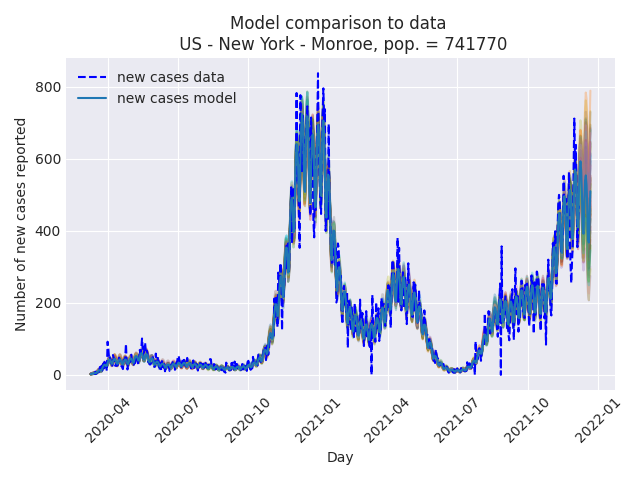 Model comparison to data
US - New York - Monroe, pop. = 741770
new cases data
new cases model
Number of new cases reported
800
600
400
200
0
2020-04
2020-07
2020-10
2021-01
2021-04
2021-07
2021-10
2022-01
Day